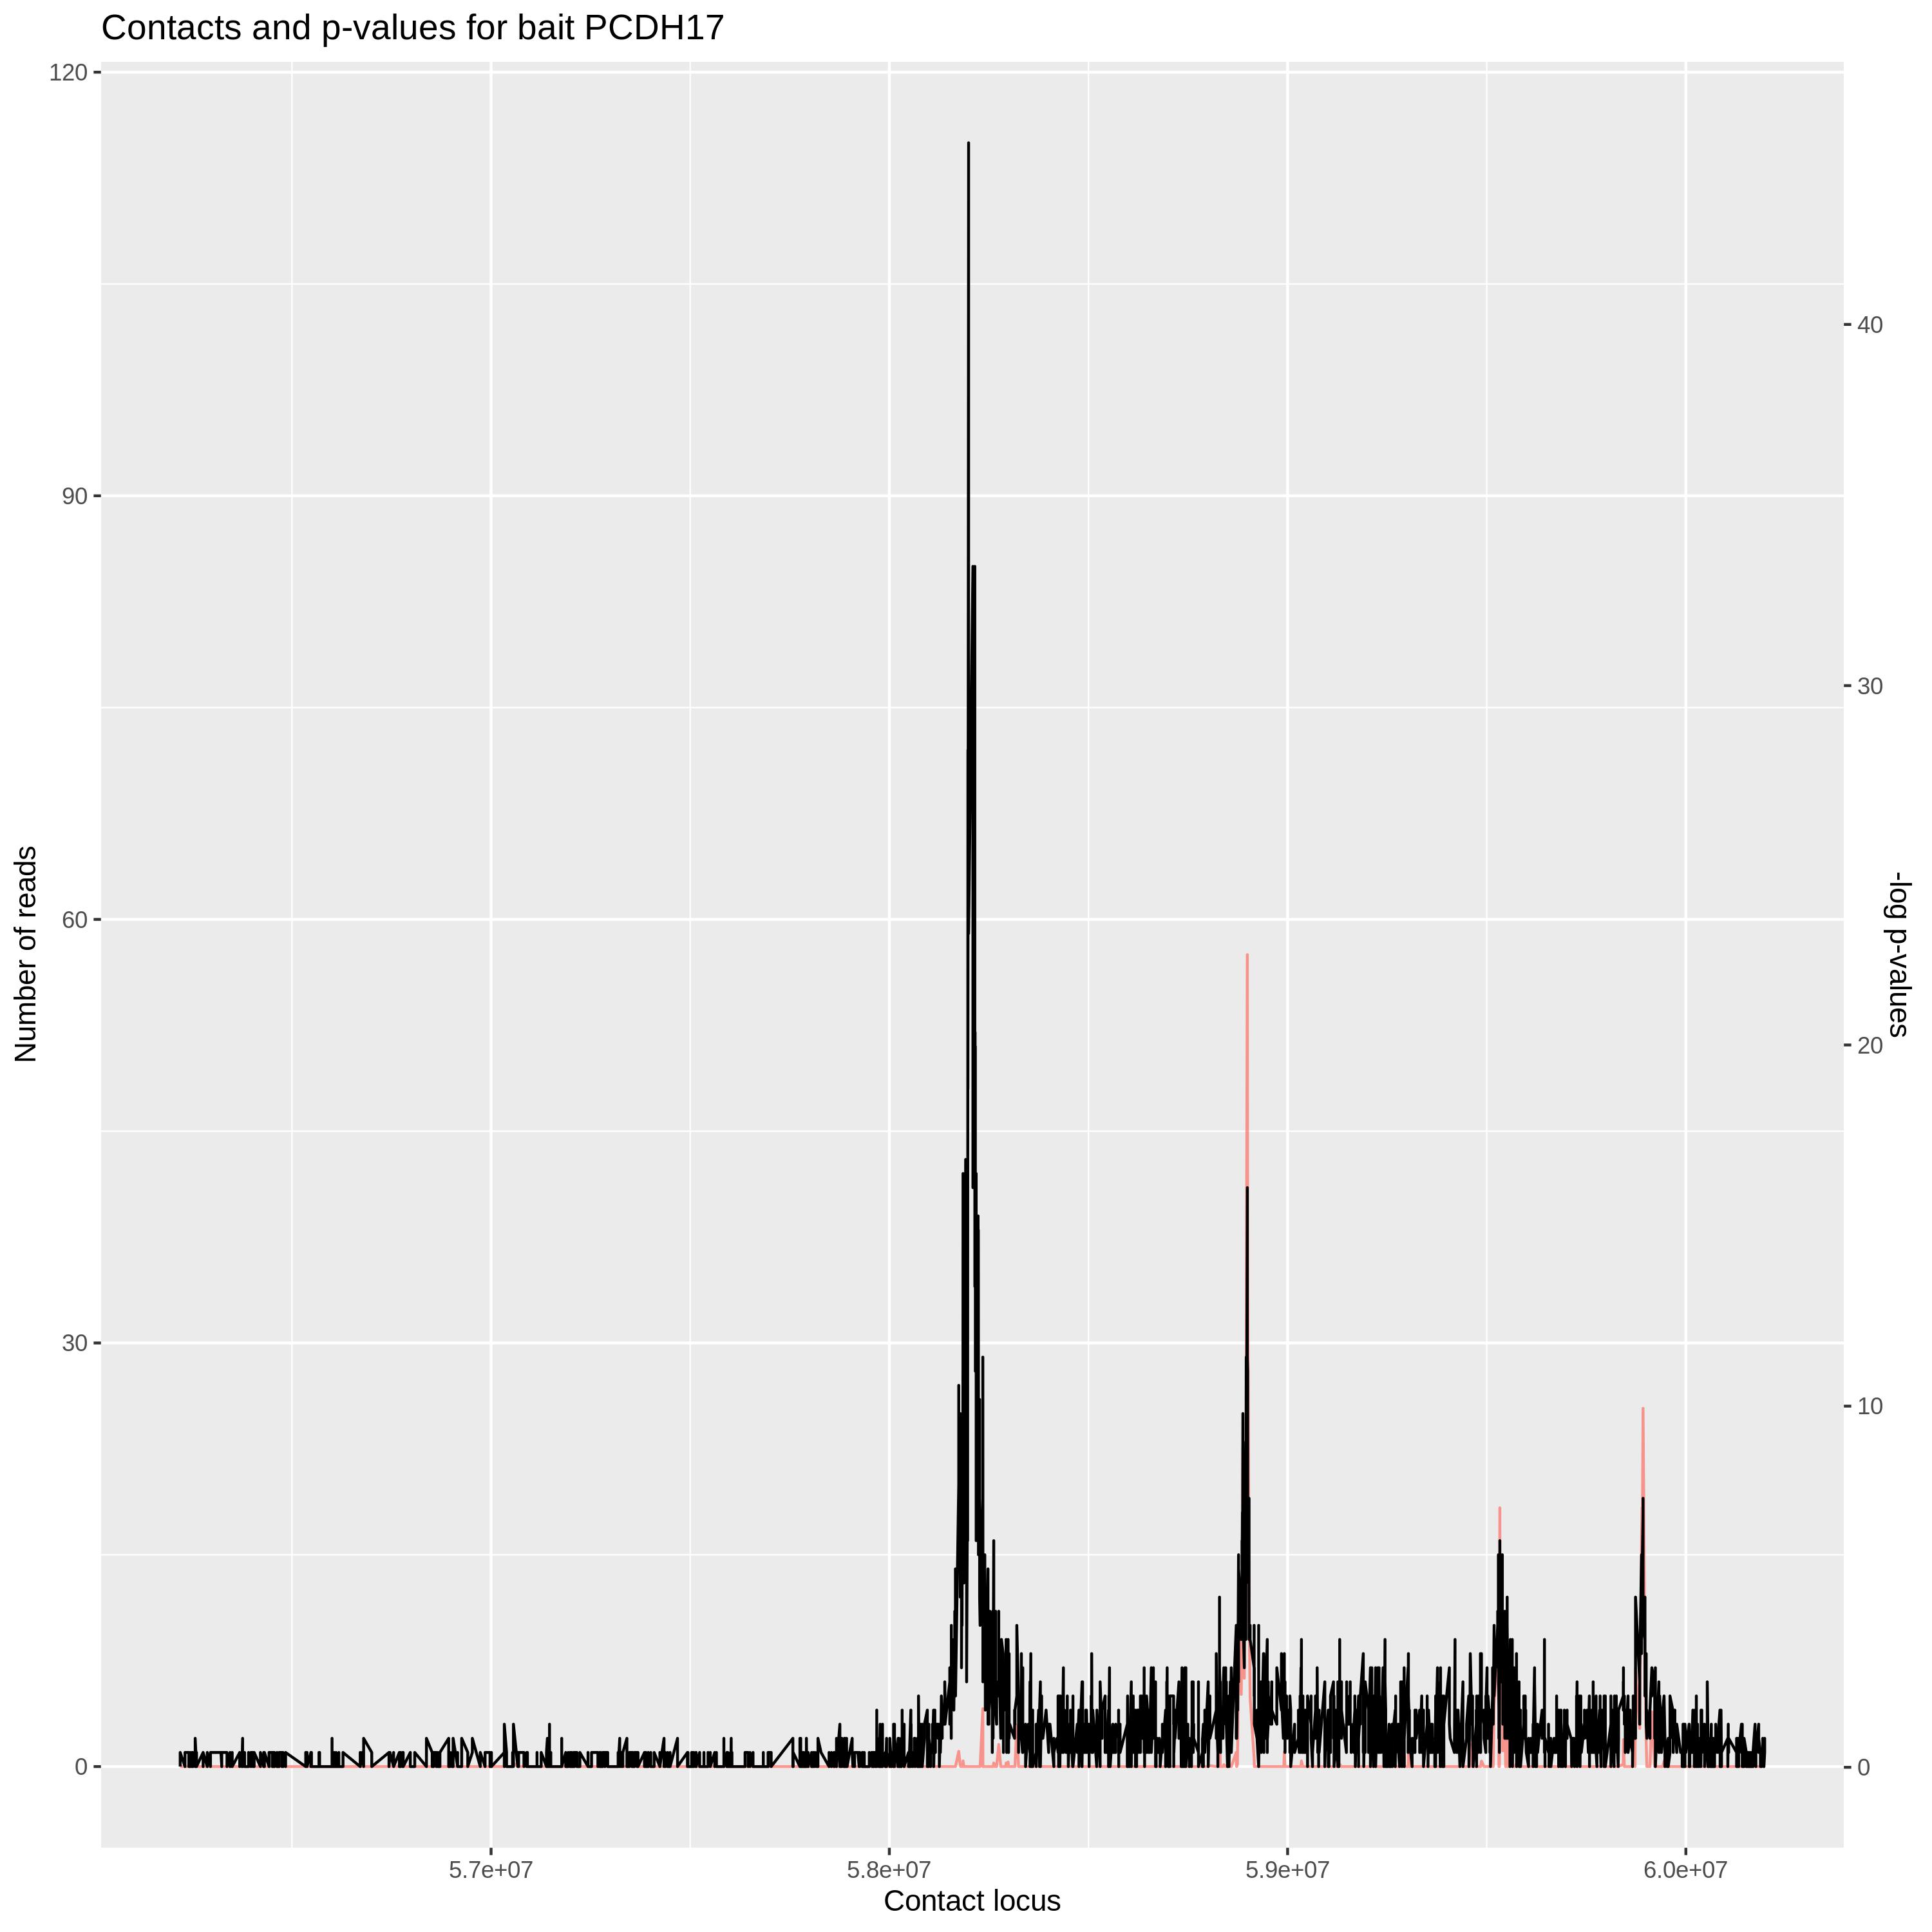 Contacts and p-values for bait PCDH17
120
90
60
30
0
Number of reads
40
30
20
10
0
-log p-values
5.7e+07
5.8e+07
5.9e+07
6.0e+07
Contact locus